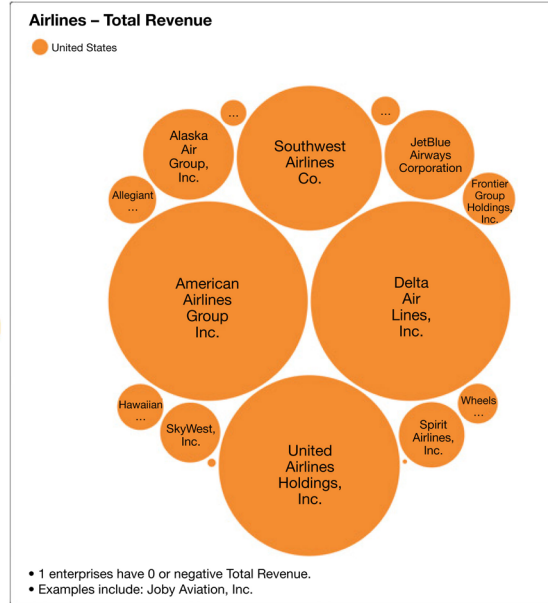 Airlines – Total Revenue
United States
...
...
Alaska
Air
Group,
Inc.
Southwest
Airlines
Co.
JetBlue
Airways
Corporation
Allegiant
...
Frontier
Group
Holdings,
Inc.
American
Airlines
Group
Inc.
Delta
Air
Lines,
Inc.
Hawaiian
...
Wheels
...
SkyWest,
Inc.
Spirit
Airlines,
Inc.
United
Airlines
Holdings,
Inc.
• 1 enterprises have 0 or negative Total Revenue.
• Examples include: Joby Aviation, Inc.